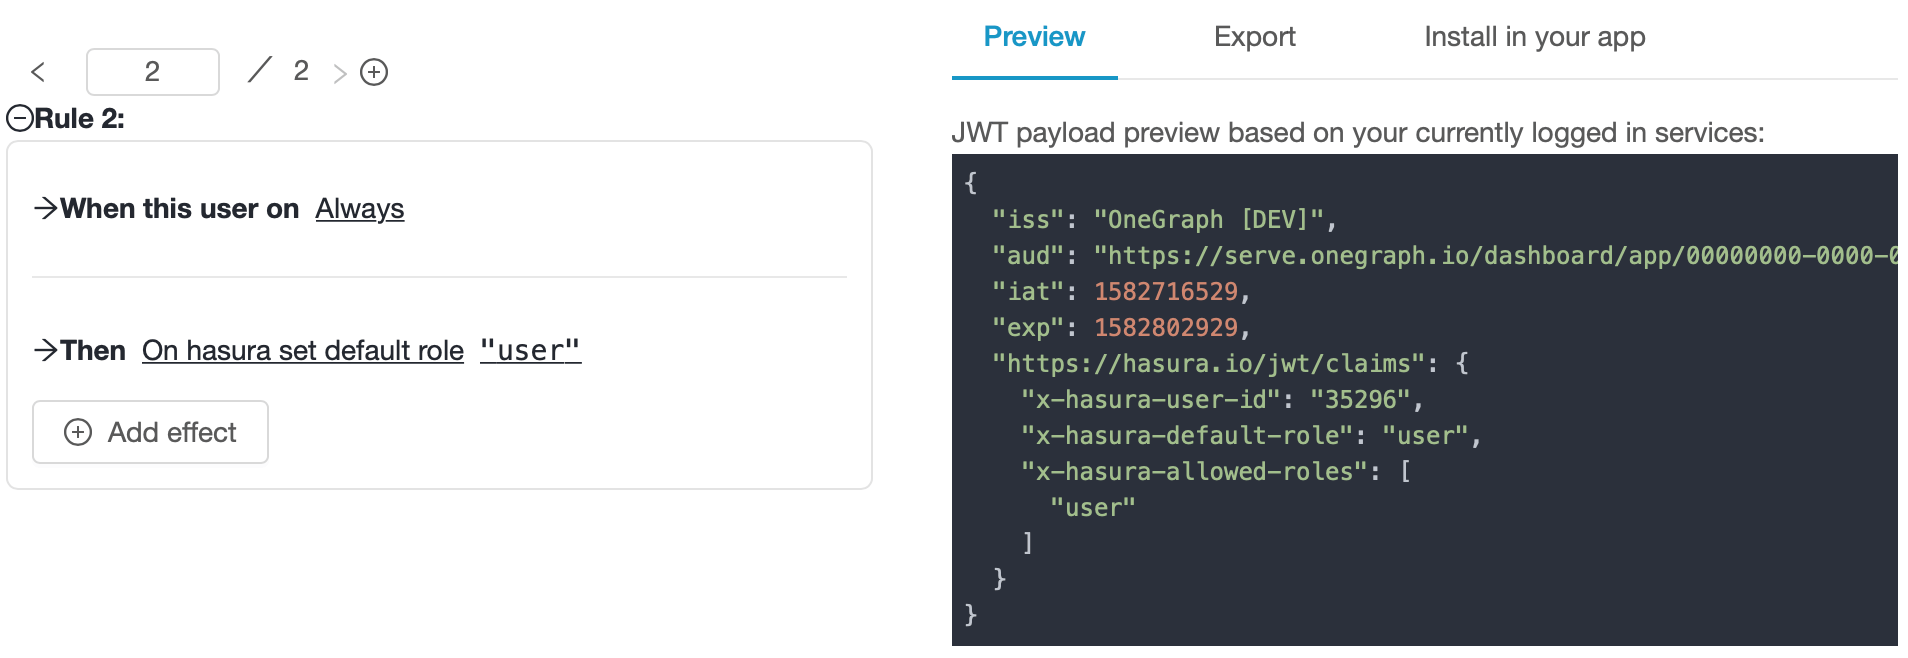 < 2 / 2 >
Rule 2:
→When this user on Always
→Then On hasura set default role "user"
Add effect
Preview Export Install in your app
JWT payload preview based on your currently logged in services:
{
  "iss": "OneGraph [DEV]",
  "aud": "https://serve.onegraph.io/dashboard/app/00000000-0000-0
  "iat": 1582716529,
  "exp": 1582802929,
  "https://hasura.io/jwt/claims": {
    "x-hasura-user-id": "35296",
    "x-hasura-default-role": "user",
    "x-hasura-allowed-roles": [
      "user"
    ]
  }
}